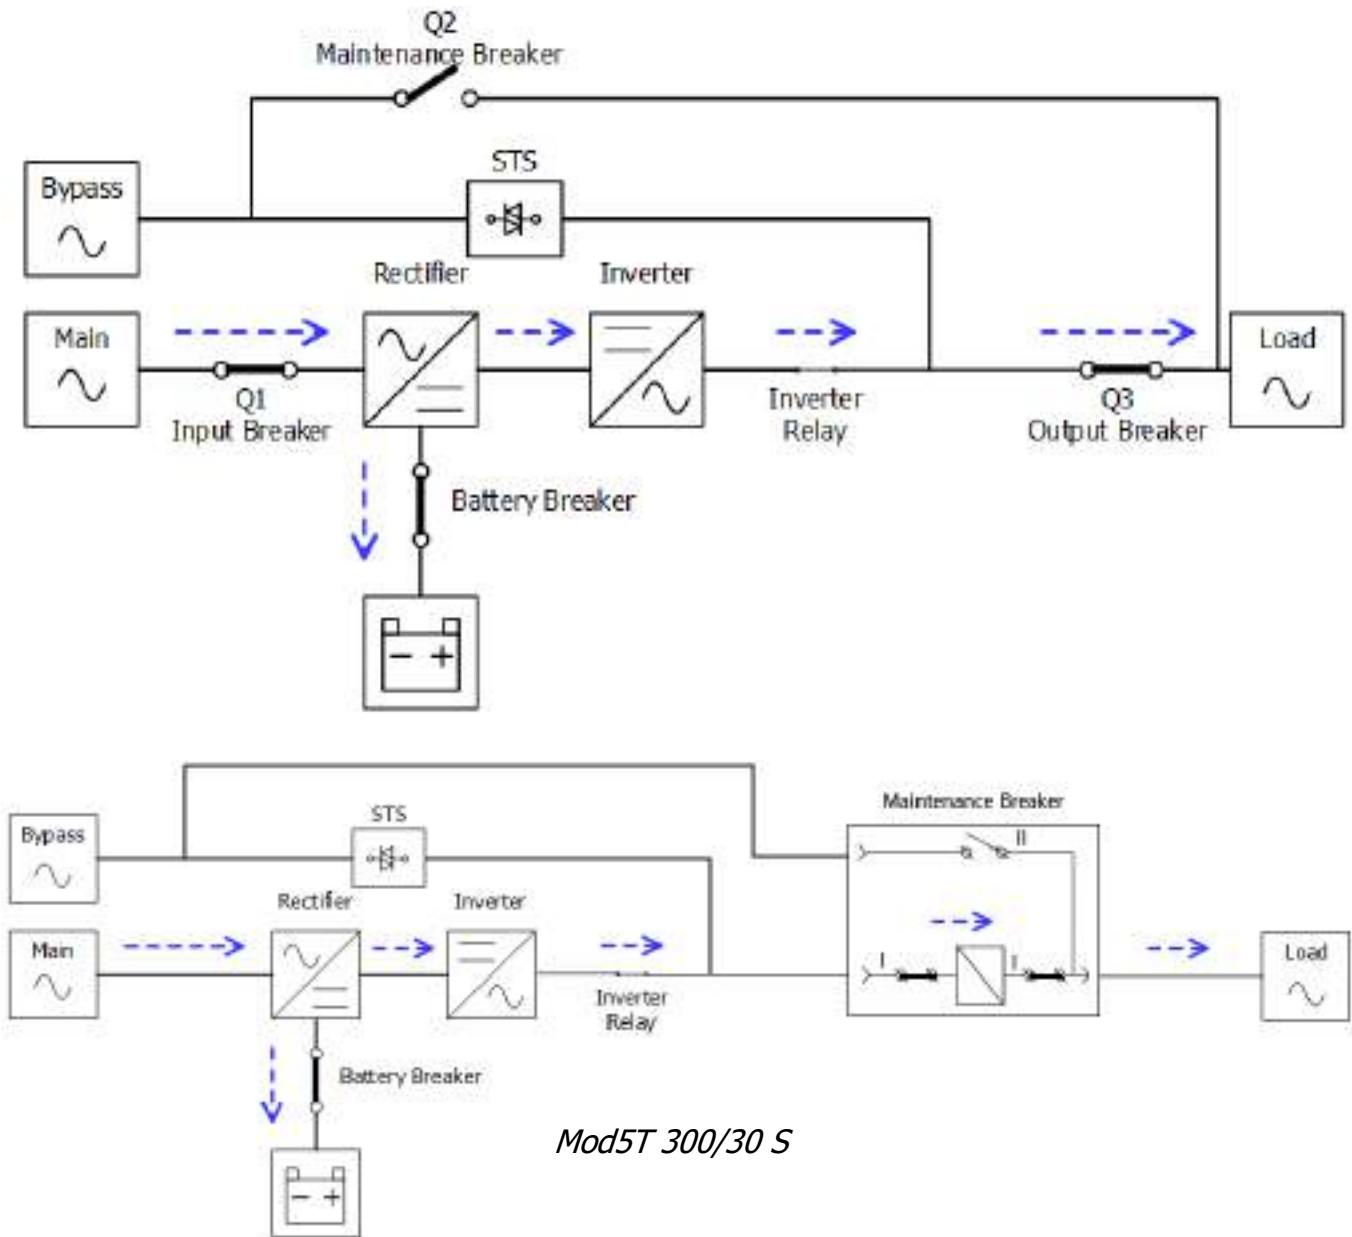 Q2
Maintenance Breaker
STS
Bypass
Rectifier
Inverter
Main
Load
Q1
Input Breaker
Inverter
Relay
Q3
Output Breaker
Battery Breaker
- +
Maintenance Breaker
STS
Bypass
II
Rectifier
Inverter
Main
I
I
Load
Inverter
Relay
Battery Breaker
Mod5T 300/30 S
- +